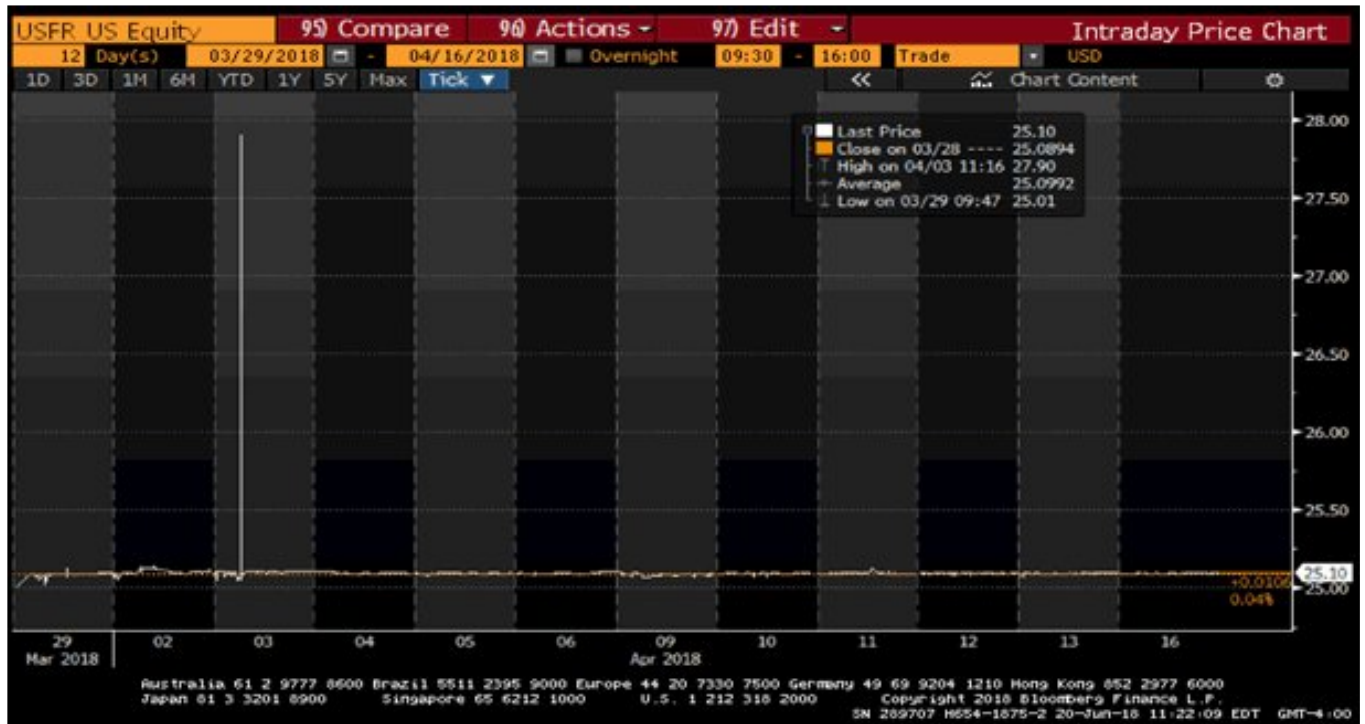 USFR US Equity 95) Compare 96) Actions 97) Edit Intraday Price Chart
12 Day(s) 03/29/2018 - 04/16/2018 Overnight 09:30 - 16:00 Trade USD
1D 3D 1M 6M YTD 1Y 5Y Max Tick ▼ << Chart Content
Last Price 25.10
Close on 03/28 ---- 25.0894
High on 04/03 11:16 27.90
Average 25.0992
Low on 03/29 09:47 25.01
28.00
27.50
27.00
26.50
26.00
25.50
25.10
25.00
+0.0106
0.04%
29 02 03 04 05 06 09 10 11 12 13 16
Mar 2018 Apr 2018
Australia 61 2 9777 8600 Brazil 5511 2395 9000 Europe 44 20 7330 7500 Germany 49 69 9204 1210 Hong Kong 852 2977 6000
Japan 81 3 3201 8900 Singapore 65 6212 1000 U.S. 1 212 318 2000 Copyright 2018 Bloomberg Finance L.P.
SN 289707 H654-1875-2 20-Jun-18 11:22:09 EDT GMT-4:00